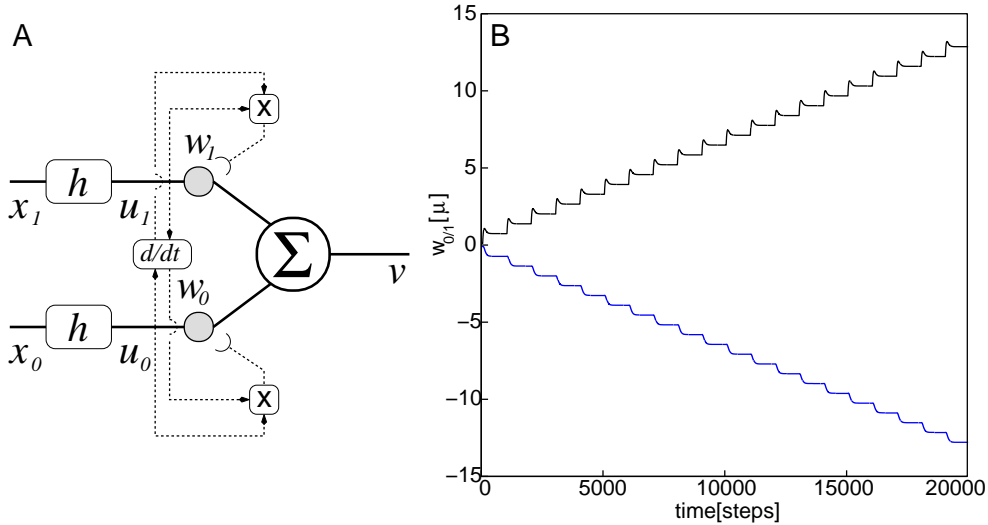 A
X
w1
h
x1
u1
d/dt
Σ
v
w0
h
x0
u0
X
B
w0/1[μ]
15
10
5
0
−5
−10
−15
0
5000
10000
15000
20000
time[steps]